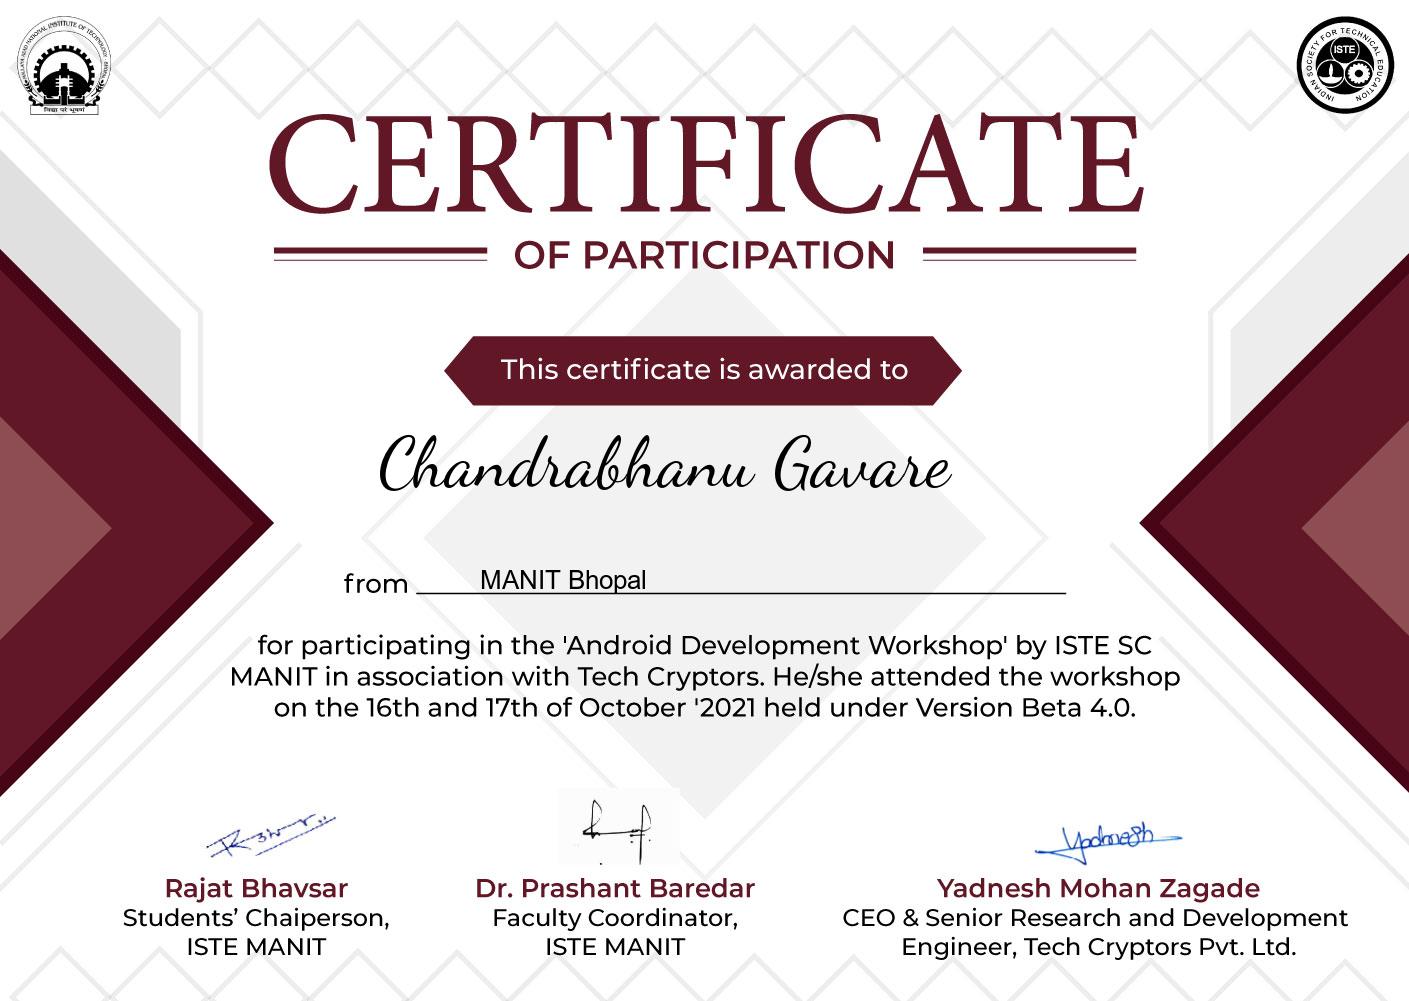 MAULANA AZAD NATIONAL INSTITUTE OF TECHNOLOGY - BHOPAL
विद्या परं भूषणं
INDIAN SOCIETY FOR TECHNICAL EDUCATION
ISTE
CERTIFICATE
OF PARTICIPATION
This certificate is awarded to
Chandrabhanu Gavare
from MANIT Bhopal
for participating in the 'Android Development Workshop' by ISTE SC
MANIT in association with Tech Cryptors. He/she attended the workshop
on the 16th and 17th of October '2021 held under Version Beta 4.0.
Yadnesh
Rajat Bhavsar
Students’ Chaiperson,
ISTE MANIT
Dr. Prashant Baredar
Faculty Coordinator,
ISTE MANIT
Yadnesh Mohan Zagade
CEO & Senior Research and Development
Engineer, Tech Cryptors Pvt. Ltd.